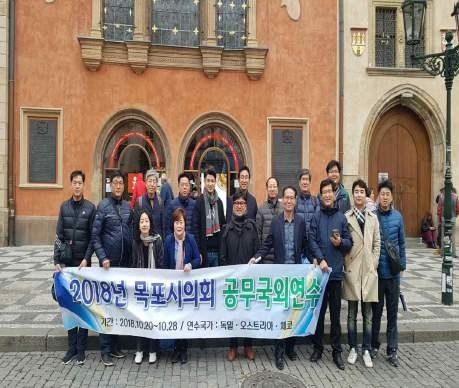 2018년 목포시의회 공무국외연수
기간 : 2018.10.20~10.28 / 연수국가 : 독일 · 오스트리아 · 체코